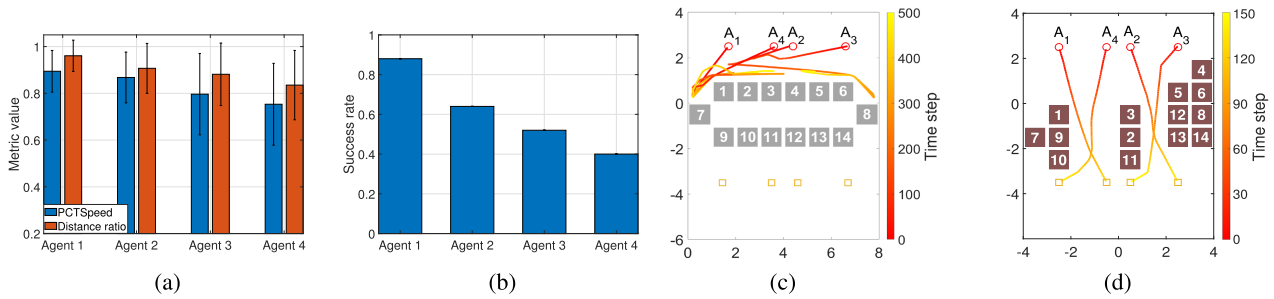 Metric value
1
0.8
0.6
0.4
0.2
PCTSpeed
Distance ratio
Agent 1 Agent 2 Agent 3 Agent 4
(a)
Success rate
1
0.8
0.6
0.4
0.2
0
Agent 1 Agent 2 Agent 3 Agent 4
(b)
4
2
0
-2
-4
-6
A1 A4 A2 A3
1 2 3 4 5 6
7 8
9 10 11 12 13 14
0 2 4 6 8
500
400
300
200
100
0
Time step
(c)
4
2
0
-2
-4
A1 A4 A2 A3
4
5 6
1 3 12 8
7 9 2 13 14
10 11
-4 -2 0 2 4
150
120
90
60
30
0
Time step
(d)